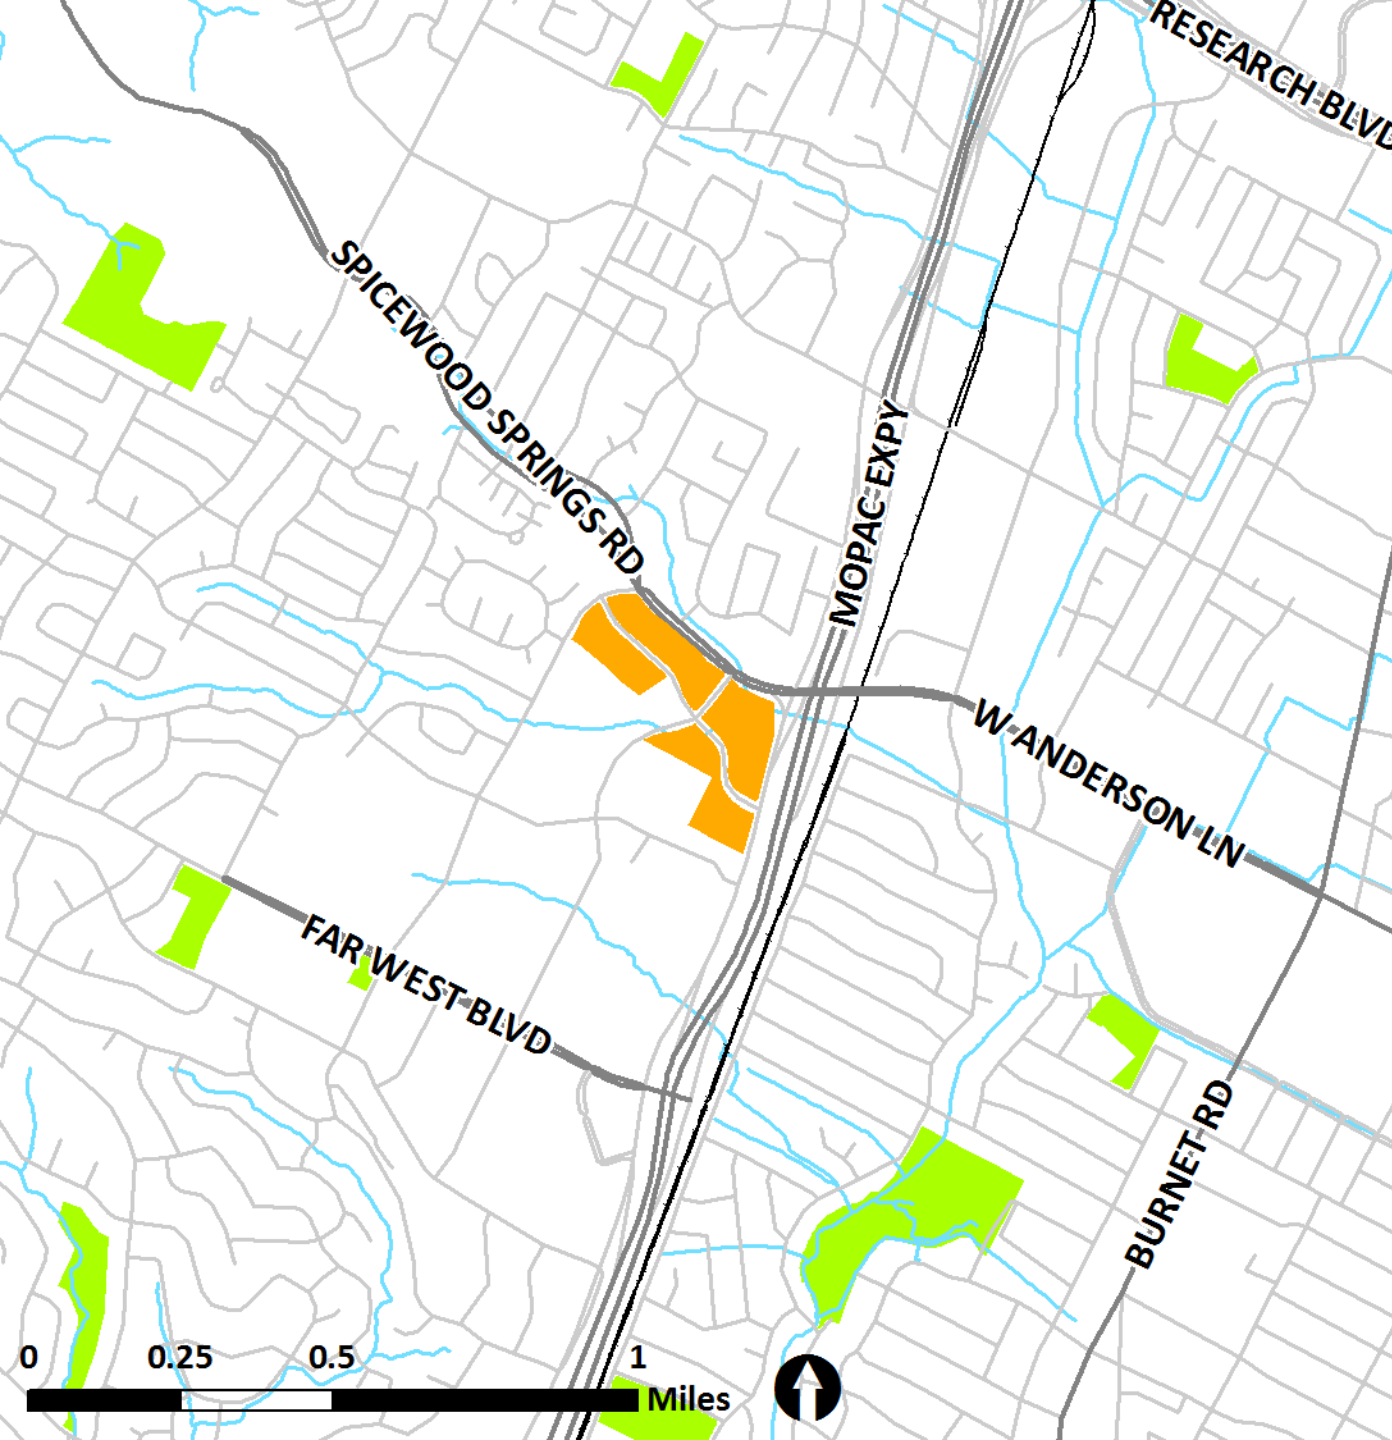 RESEARCH BLVD
SPICEWOOD SPRINGS RD
MOPAC EXPY
W ANDERSON LN
FAR WEST BLVD
BURNET RD
0 0.25 0.5 1
Miles